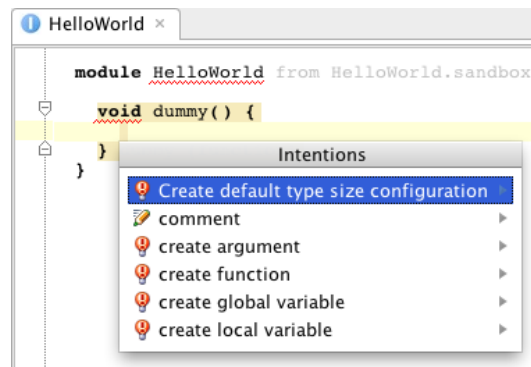 I HelloWorld ×
module HelloWorld from HelloWorld.sandbox
void dummy() {
}
}
Intentions
Create default type size configuration
comment
create argument
create function
create global variable
create local variable